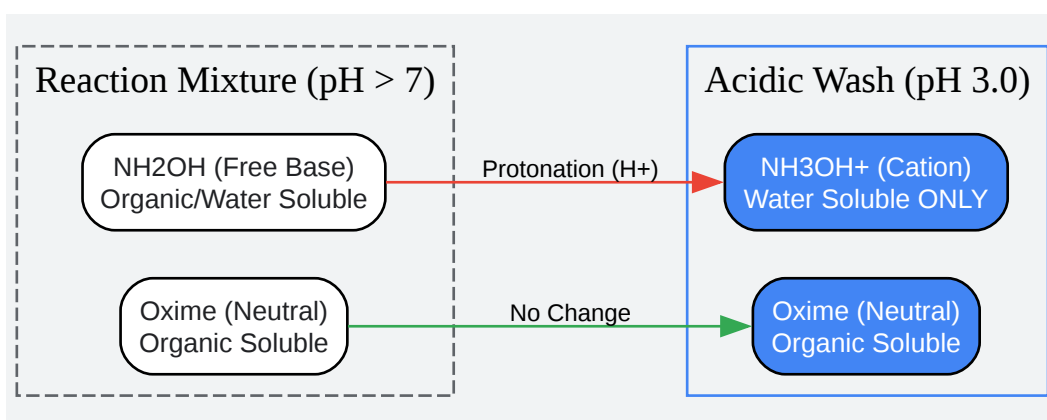 Reaction Mixture (pH > 7)
NH2OH (Free Base)
Organic/Water Soluble
Oxime (Neutral)
Organic Soluble
Protonation (H+)
No Change
Acidic Wash (pH 3.0)
NH3OH+ (Cation)
Water Soluble ONLY
Oxime (Neutral)
Organic Soluble